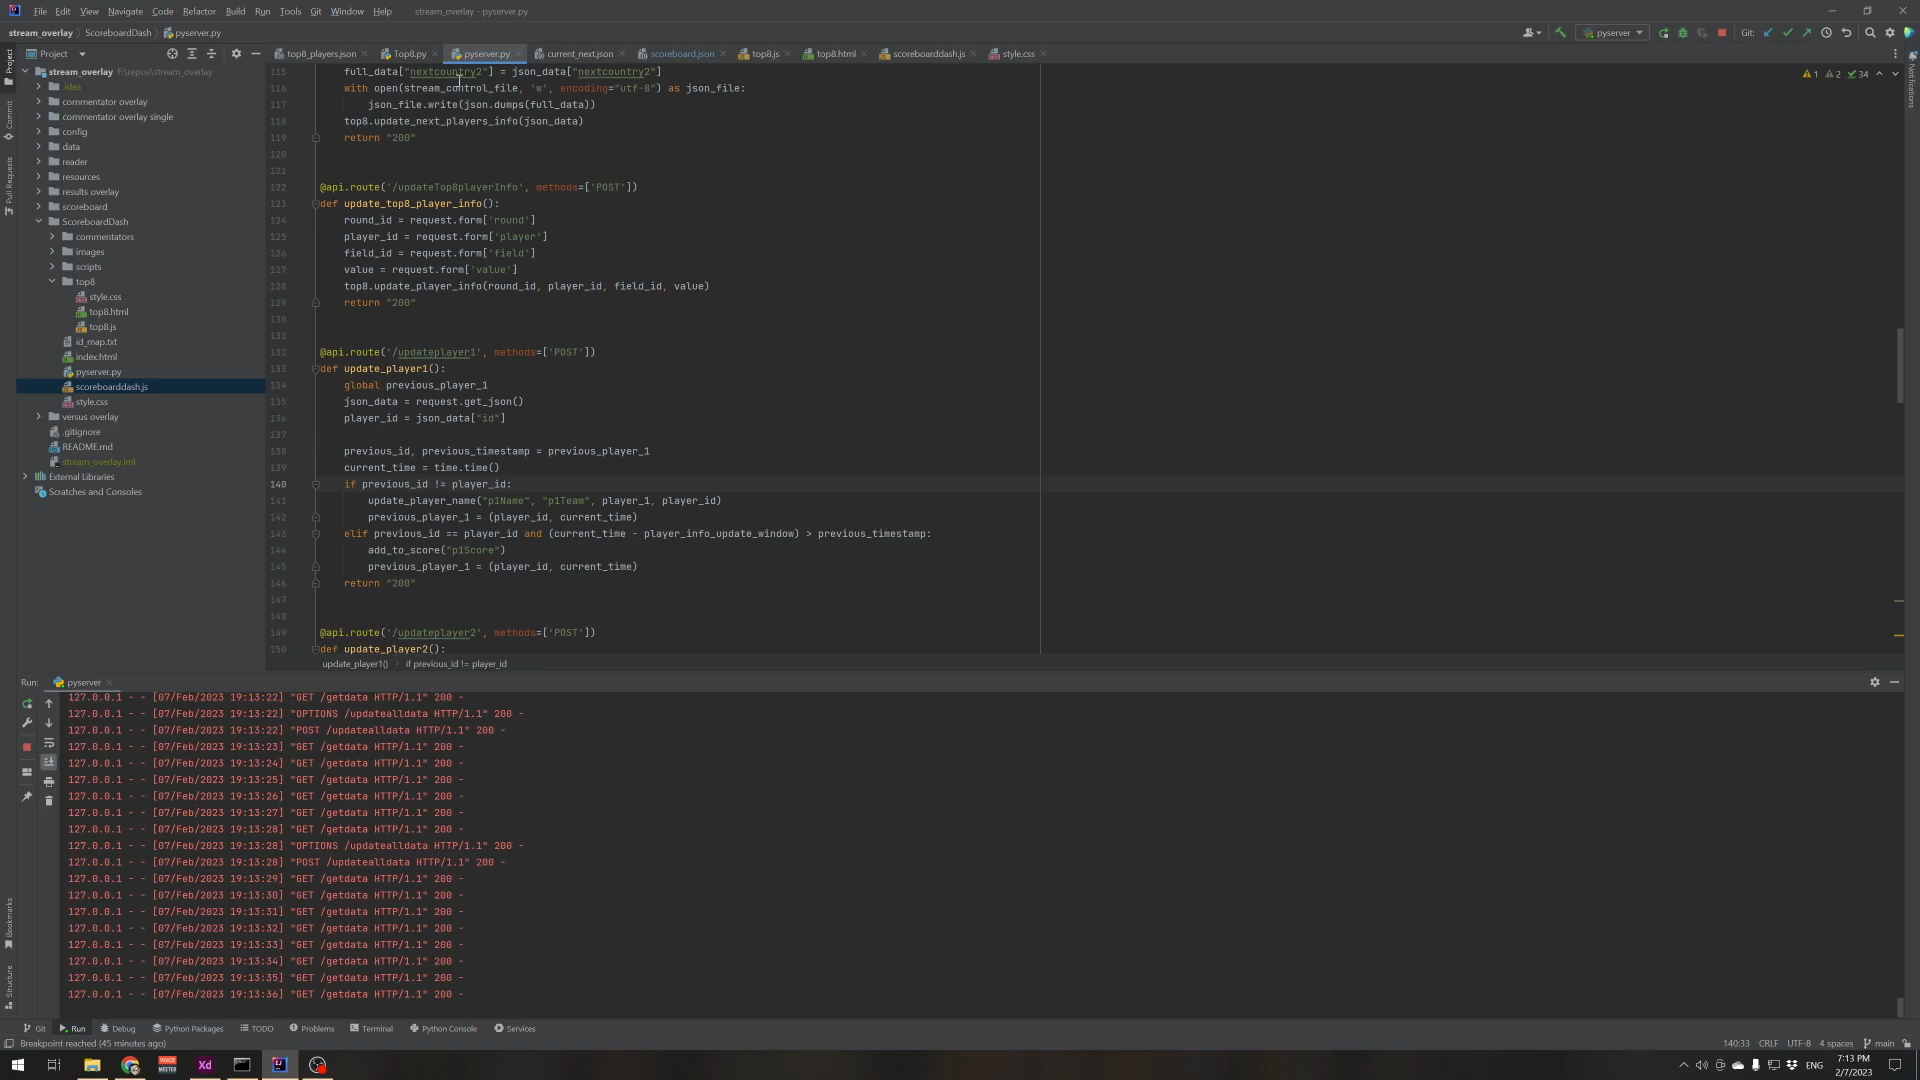 File Edit View Navigate Code Refactor Build Run Tools Git Window Help stream_overlay - pyserver.py
stream_overlay ScoreboardDash pyserver.py
pyserver Git:
Project
top8_players.json Top8.py pyserver.py current_next.json scoreboard.json top8.js top8.html scoreboarddash.js style.css
stream_overlay F:\repos\stream_overlay
.idea
commentator overlay
commentator overlay single
config
data
reader
resources
results overlay
scoreboard
ScoreboardDash
commentators
images
scripts
top8
style.css
top8.html
top8.js
id_map.txt
index.html
pyserver.py
scoreboarddash.js
style.css
versus overlay
.gitignore
README.md
stream_overlay.iml
External Libraries
Scratches and Consoles
Project
Commit
Pull Requests
Bookmarks
Structure
Notifications
1 2 34
115 full_data["nextcountry2"] = json_data["nextcountry2"]
116 with open(stream_control_file, 'w', encoding="utf-8") as json_file:
117 json_file.write(json.dumps(full_data))
118 top8.update_next_players_info(json_data)
119 return "200"
120
121
122 @api.route('/updateTop8playerInfo', methods=['POST'])
123 def update_top8_player_info():
124 round_id = request.form['round']
125 player_id = request.form['player']
126 field_id = request.form['field']
127 value = request.form['value']
128 top8.update_player_info(round_id, player_id, field_id, value)
129 return "200"
130
131
132 @api.route('/updateplayer1', methods=['POST'])
133 def update_player1():
134 global previous_player_1
135 json_data = request.get_json()
136 player_id = json_data["id"]
137
138 previous_id, previous_timestamp = previous_player_1
139 current_time = time.time()
140 if previous_id != player_id:
141 update_player_name("p1Name", "p1Team", player_1, player_id)
142 previous_player_1 = (player_id, current_time)
143 elif previous_id == player_id and (current_time - player_info_update_window) > previous_timestamp:
144 add_to_score("p1Score")
145 previous_player_1 = (player_id, current_time)
146 return "200"
147
148
149 @api.route('/updateplayer2', methods=['POST'])
150 def update_player2():
update_player1() › if previous_id != player_id
Run: pyserver
127.0.0.1 - - [07/Feb/2023 19:13:22] "GET /getdata HTTP/1.1" 200 -
127.0.0.1 - - [07/Feb/2023 19:13:22] "OPTIONS /updatealldata HTTP/1.1" 200 -
127.0.0.1 - - [07/Feb/2023 19:13:22] "POST /updatealldata HTTP/1.1" 200 -
127.0.0.1 - - [07/Feb/2023 19:13:23] "GET /getdata HTTP/1.1" 200 -
127.0.0.1 - - [07/Feb/2023 19:13:24] "GET /getdata HTTP/1.1" 200 -
127.0.0.1 - - [07/Feb/2023 19:13:25] "GET /getdata HTTP/1.1" 200 -
127.0.0.1 - - [07/Feb/2023 19:13:26] "GET /getdata HTTP/1.1" 200 -
127.0.0.1 - - [07/Feb/2023 19:13:27] "GET /getdata HTTP/1.1" 200 -
127.0.0.1 - - [07/Feb/2023 19:13:28] "GET /getdata HTTP/1.1" 200 -
127.0.0.1 - - [07/Feb/2023 19:13:28] "OPTIONS /updatealldata HTTP/1.1" 200 -
127.0.0.1 - - [07/Feb/2023 19:13:28] "POST /updatealldata HTTP/1.1" 200 -
127.0.0.1 - - [07/Feb/2023 19:13:29] "GET /getdata HTTP/1.1" 200 -
127.0.0.1 - - [07/Feb/2023 19:13:30] "GET /getdata HTTP/1.1" 200 -
127.0.0.1 - - [07/Feb/2023 19:13:31] "GET /getdata HTTP/1.1" 200 -
127.0.0.1 - - [07/Feb/2023 19:13:32] "GET /getdata HTTP/1.1" 200 -
127.0.0.1 - - [07/Feb/2023 19:13:33] "GET /getdata HTTP/1.1" 200 -
127.0.0.1 - - [07/Feb/2023 19:13:34] "GET /getdata HTTP/1.1" 200 -
127.0.0.1 - - [07/Feb/2023 19:13:35] "GET /getdata HTTP/1.1" 200 -
127.0.0.1 - - [07/Feb/2023 19:13:36] "GET /getdata HTTP/1.1" 200 -
Git Run Debug Python Packages TODO Problems Terminal Python Console Services
Breakpoint reached (45 minutes ago) 140:33 CRLF UTF-8 4 spaces main
VOICE MEETER Xd ENG 7:13 PM
2/7/2023